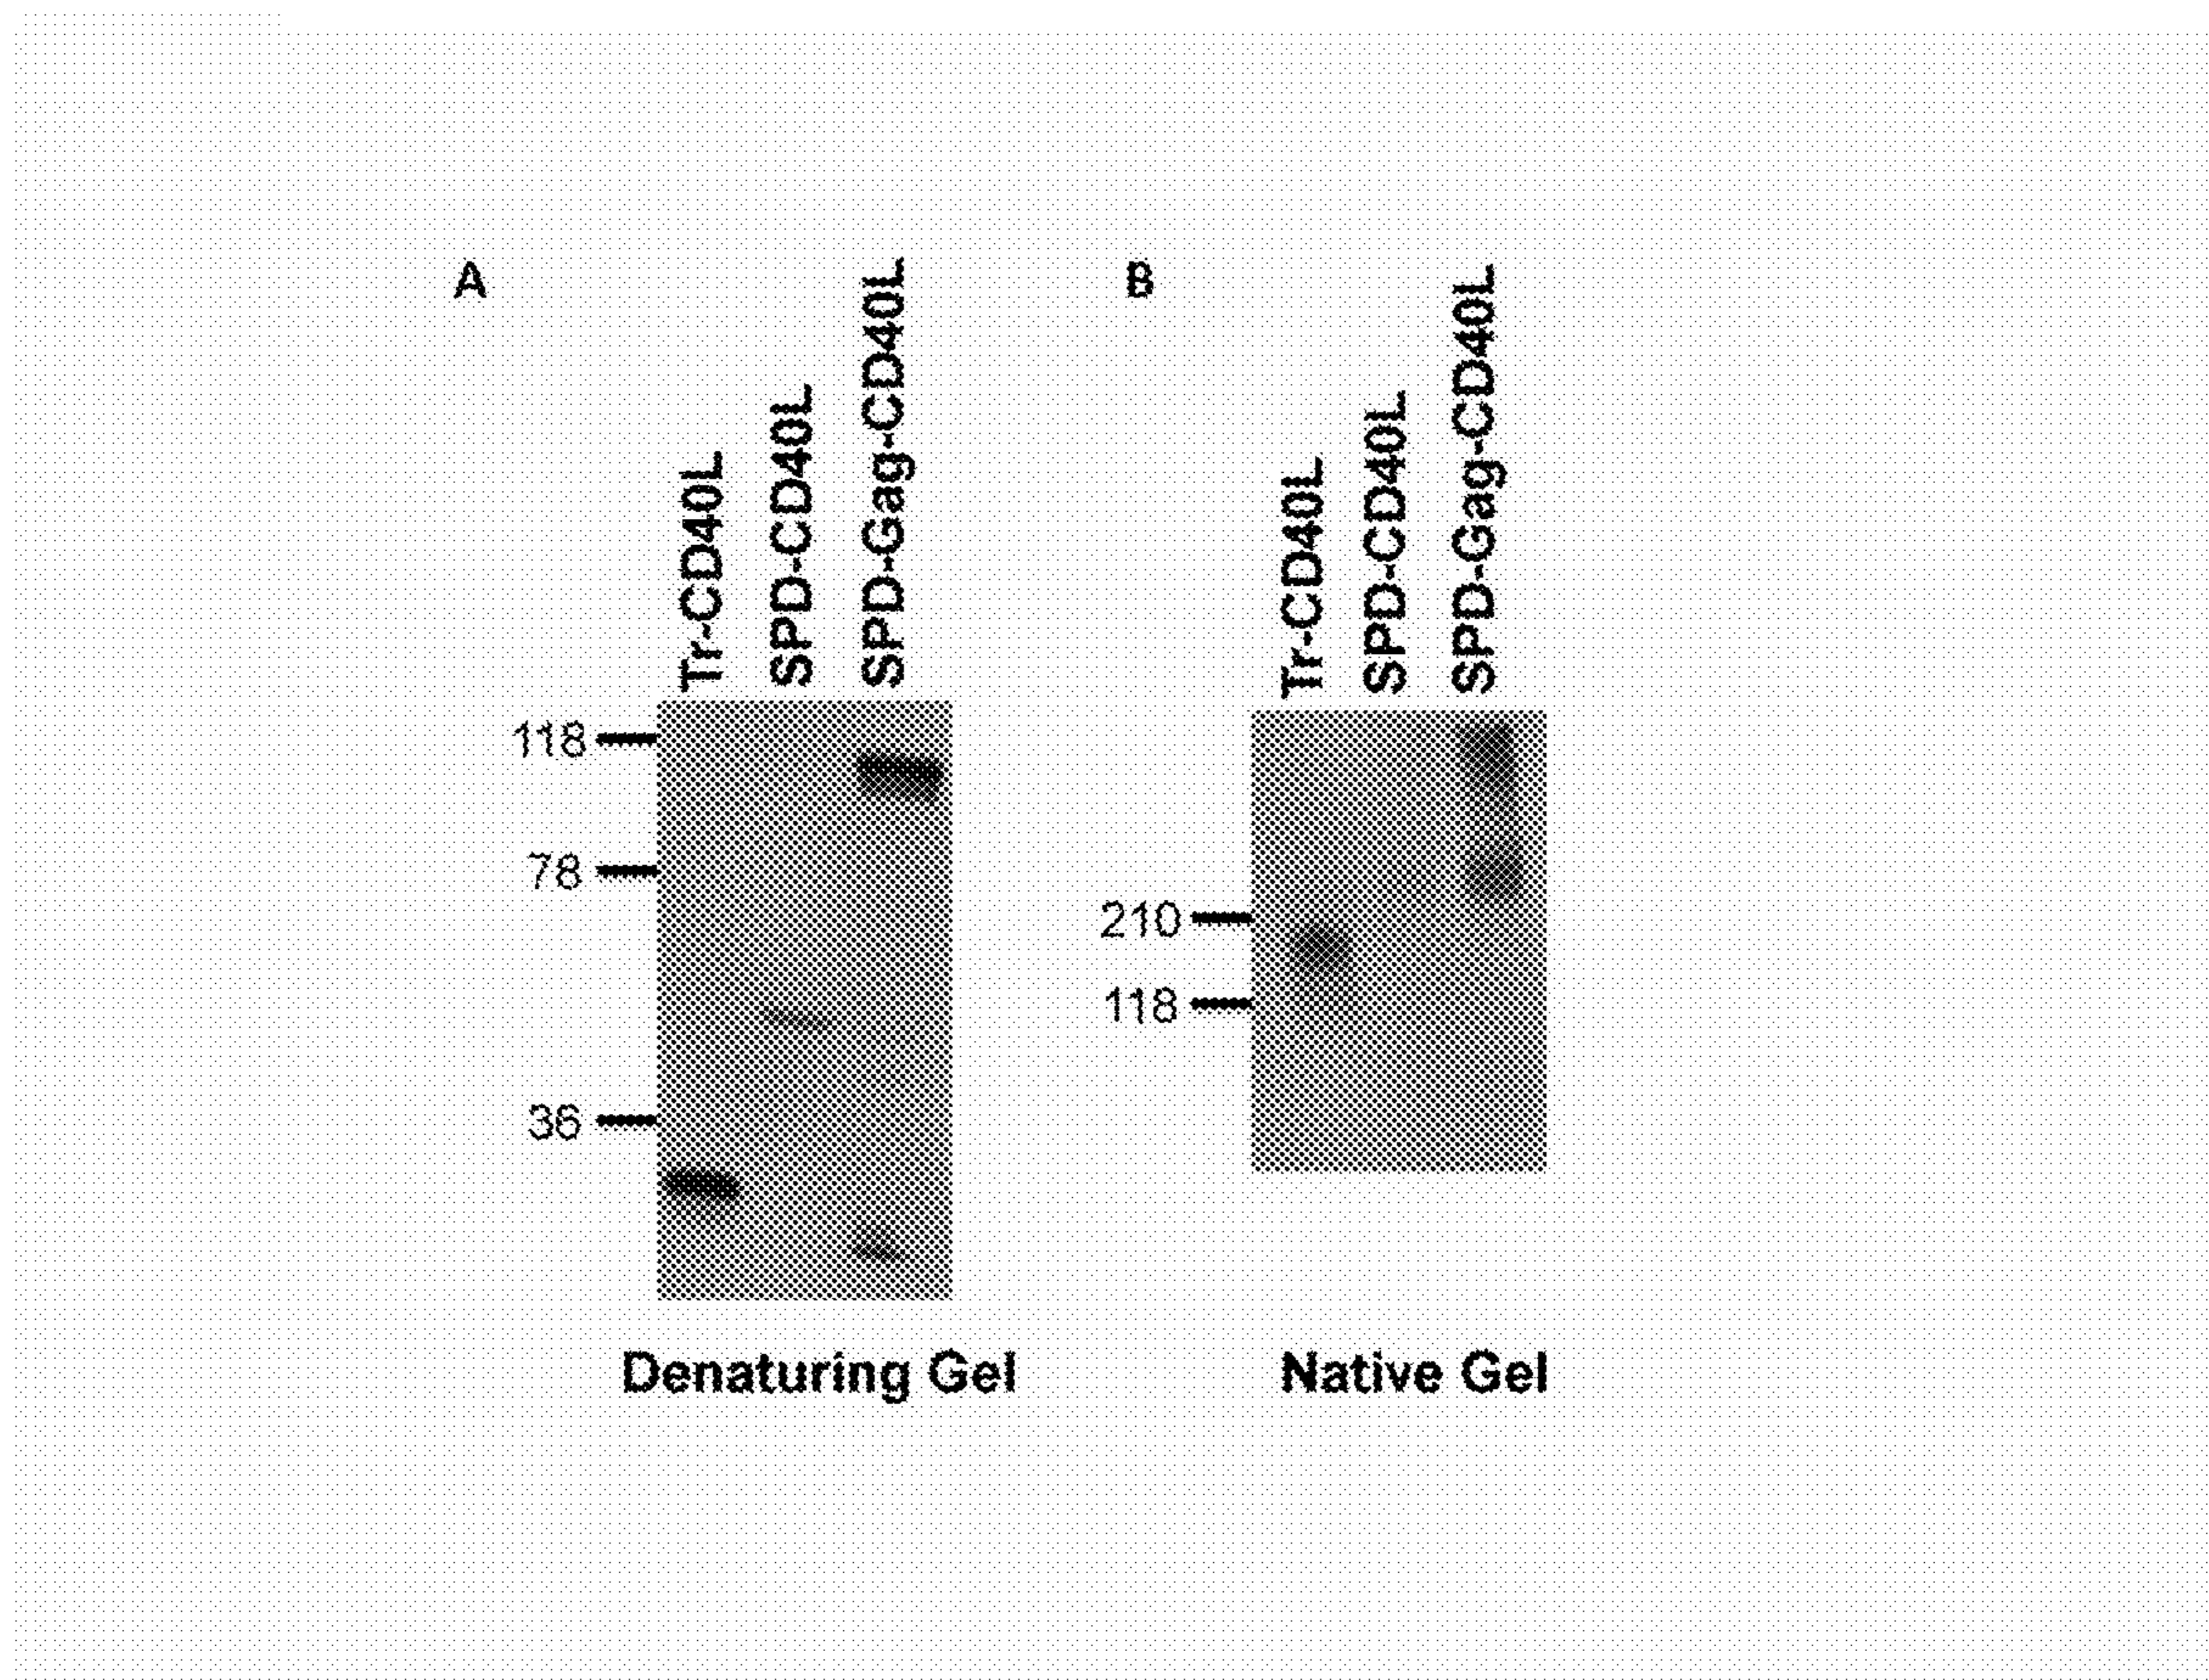 A
Tr-CD40L
SPD-CD40L
SPD-Gag-CD40L
118
78
36
Denaturing Gel
B
Tr-CD40L
SPD-CD40L
SPD-Gag-CD40L
210
118
Native Gel